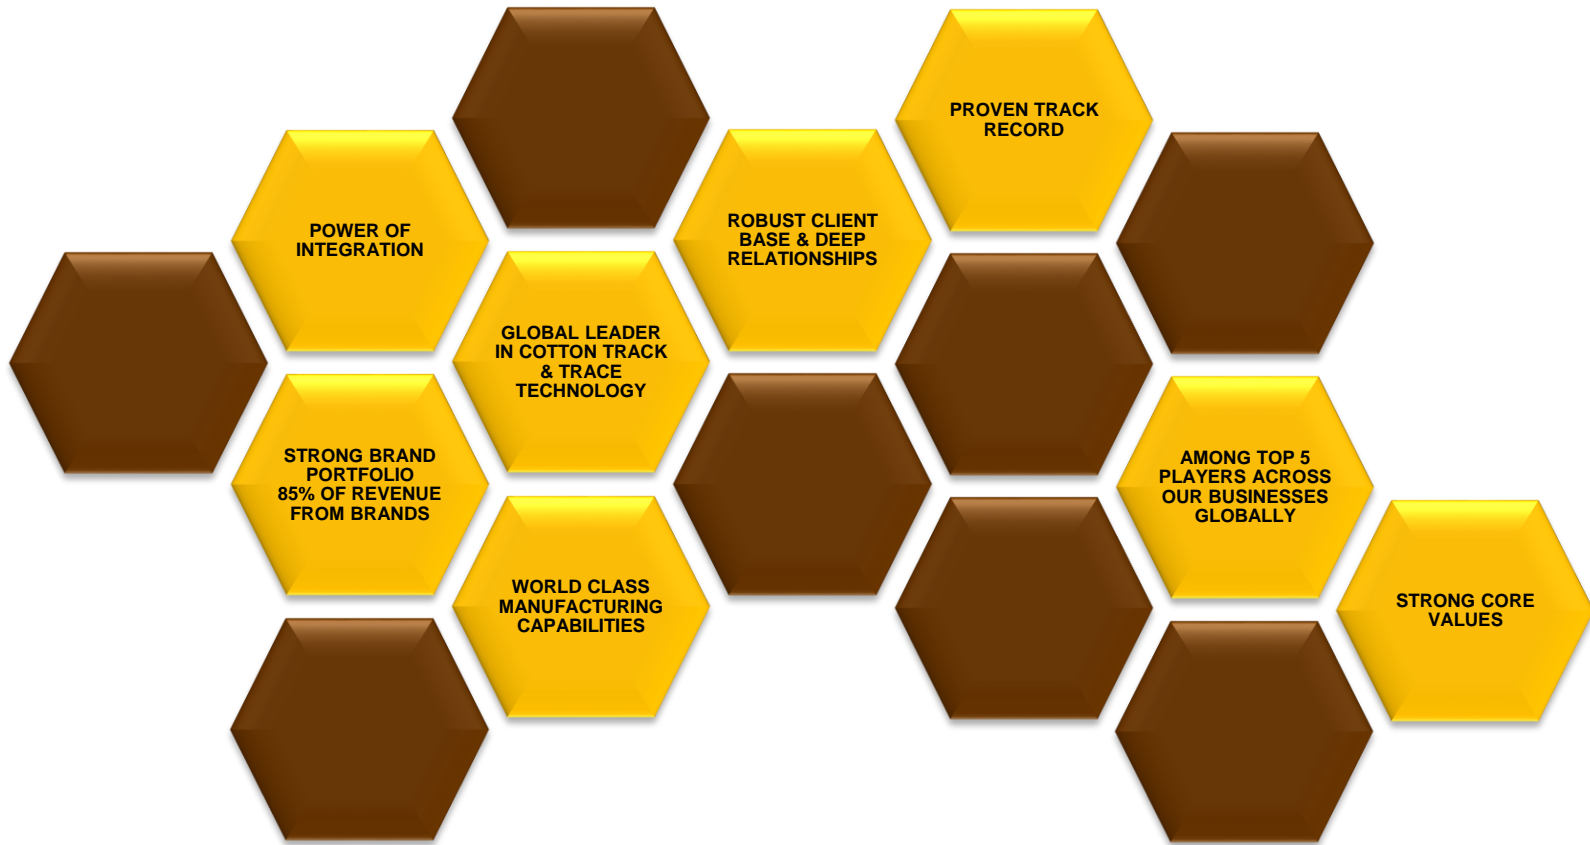 PROVEN TRACK
RECORD
POWER OF
INTEGRATION
ROBUST CLIENT
BASE & DEEP
RELATIONSHIPS
GLOBAL LEADER
IN COTTON TRACK
& TRACE
TECHNOLOGY
STRONG BRAND
PORTFOLIO
85% OF REVENUE
FROM BRANDS
AMONG TOP 5
PLAYERS ACROSS
OUR BUSINESSES
GLOBALLY
WORLD CLASS
MANUFACTURING
CAPABILITIES
STRONG CORE
VALUES